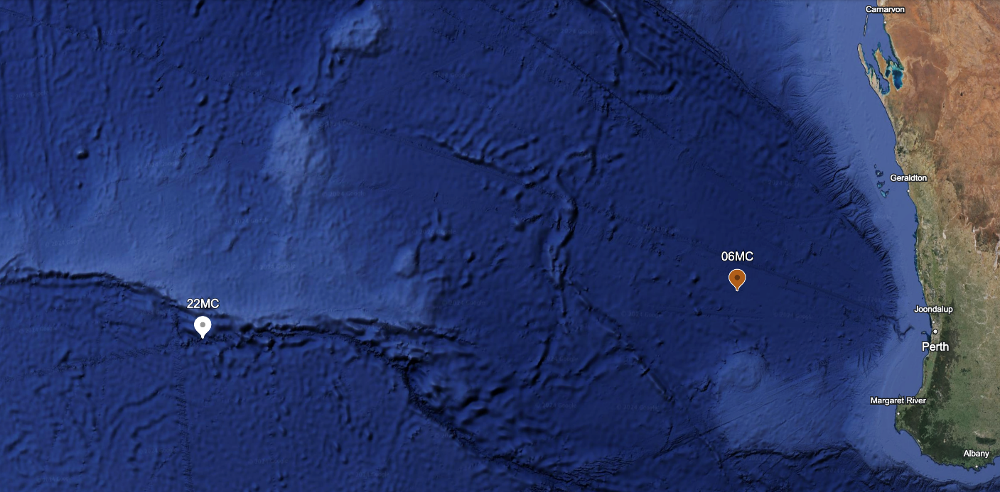 Carnarvon
Geraldton
06MC
22MC
Joondalup
Perth
Margaret River
Albany